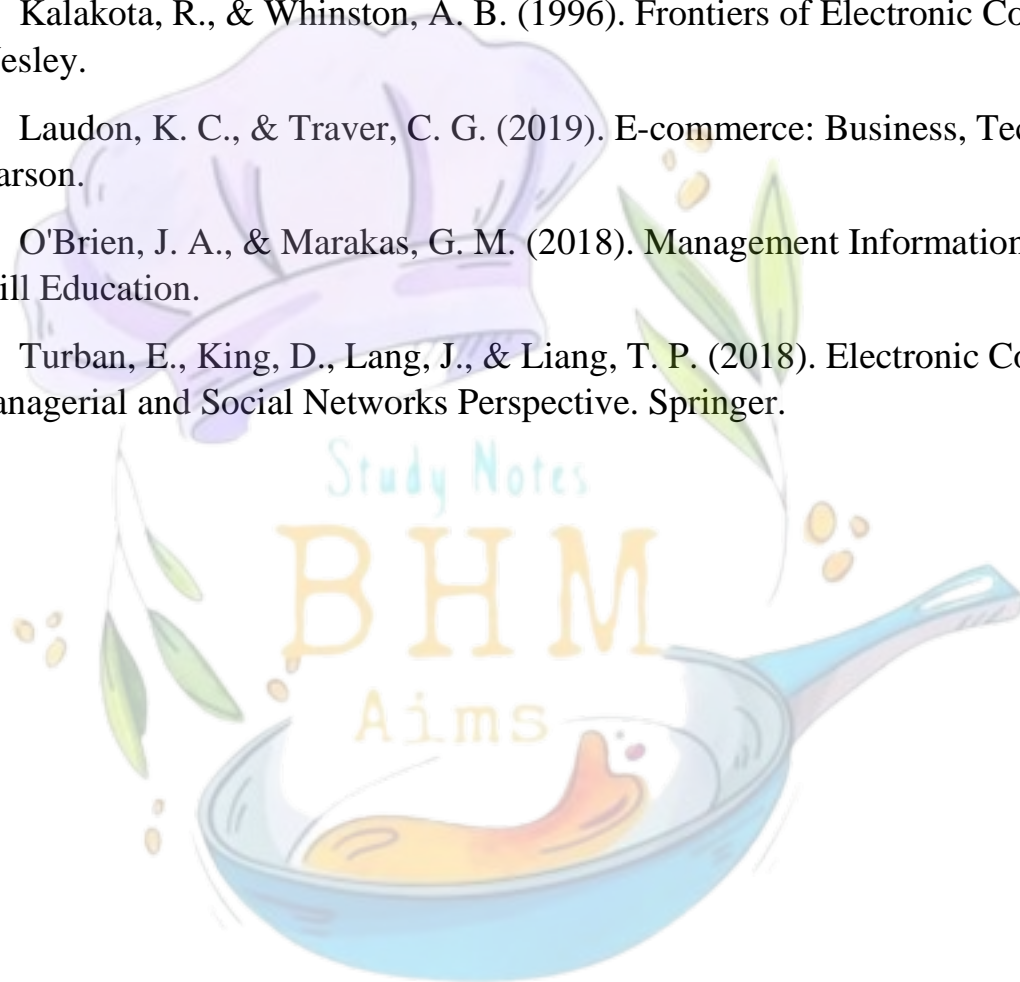 Kalakota, R., & Whinston, A. B. (1996). Frontiers of Electronic Co
esley.
Laudon, K. C., & Traver, C. G. (2019). E-commerce: Business, Tec
arson.
O'Brien, J. A., & Marakas, G. M. (2018). Management Information
ill Education.
Turban, E., King, D., Lang, J., & Liang, T. P. (2018). Electronic Co
anagerial and Social Networks Perspective. Springer.
Study Notes
BHM
Aims